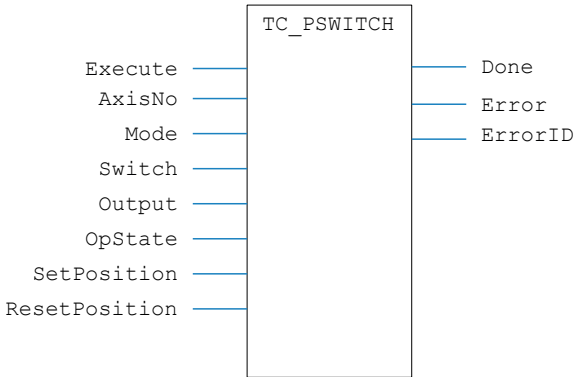 TC_PSWITCH
Execute
AxisNo
Mode
Switch
Output
OpState
SetPosition
ResetPosition
Done
Error
ErrorID